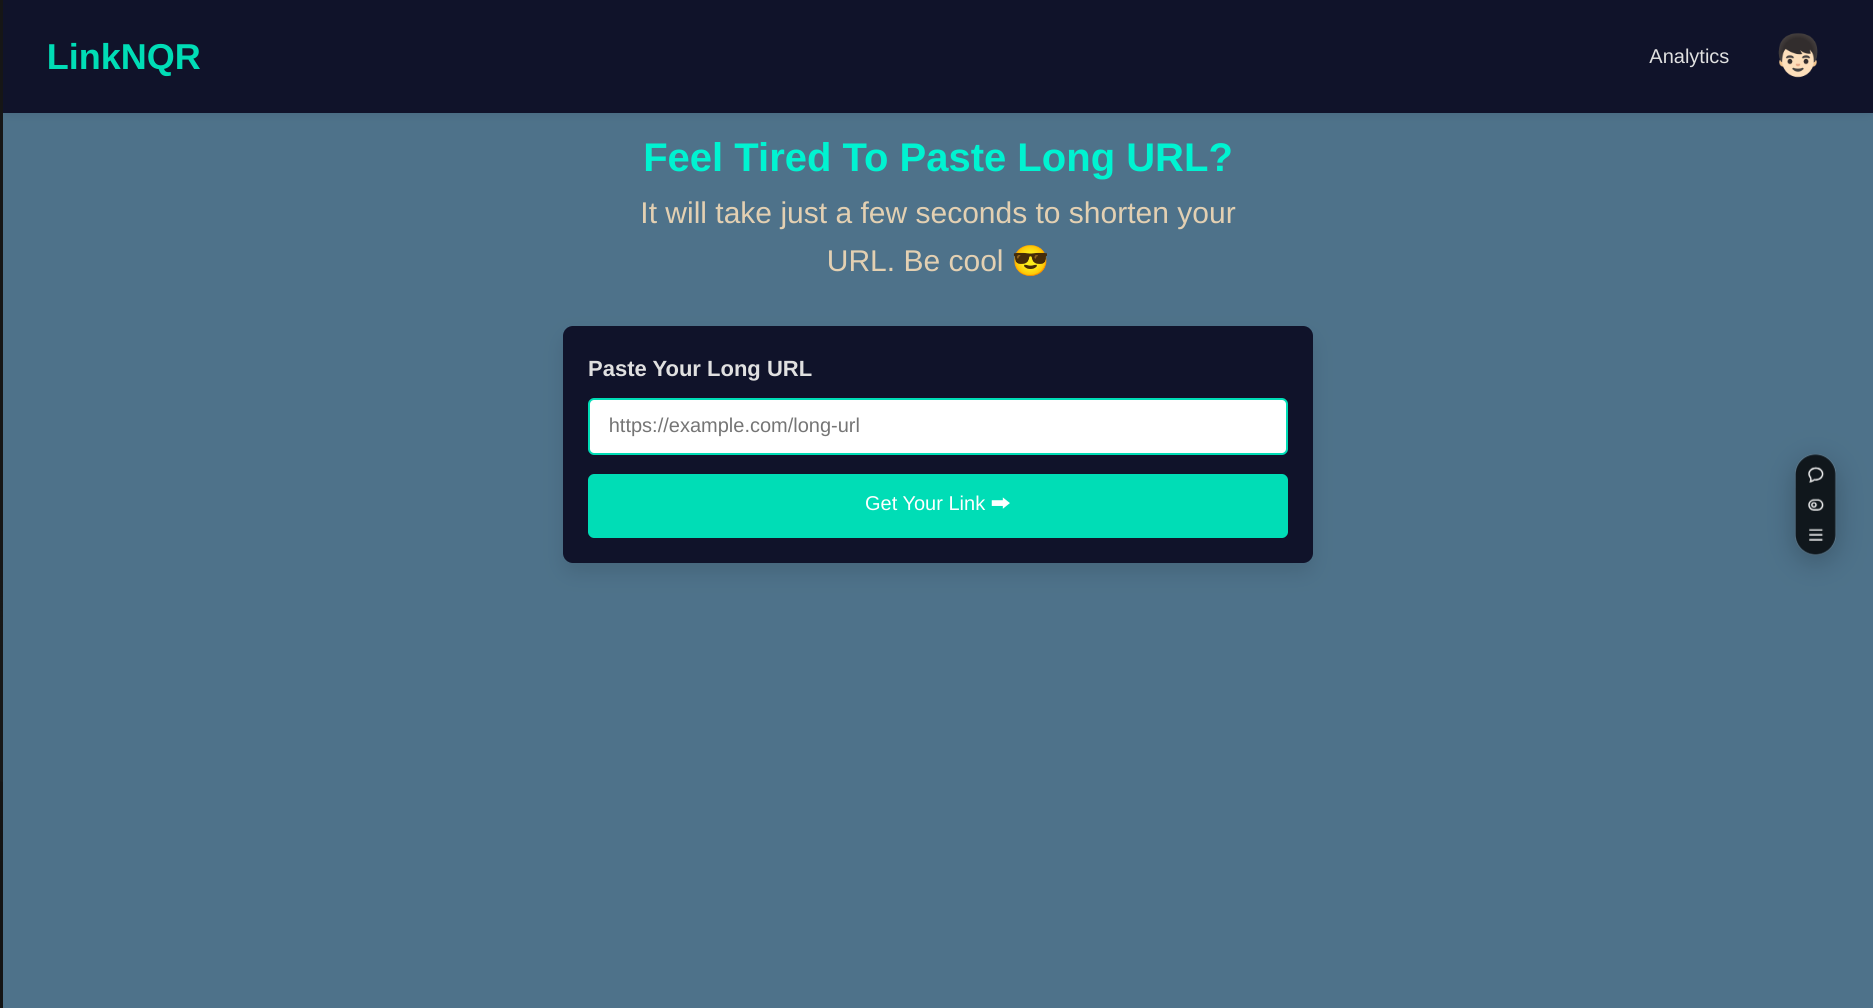 LinkNQR
Analytics
Feel Tired To Paste Long URL?
It will take just a few seconds to shorten your
URL. Be cool 😎
Paste Your Long URL
https://example.com/long-url
Get Your Link ➡